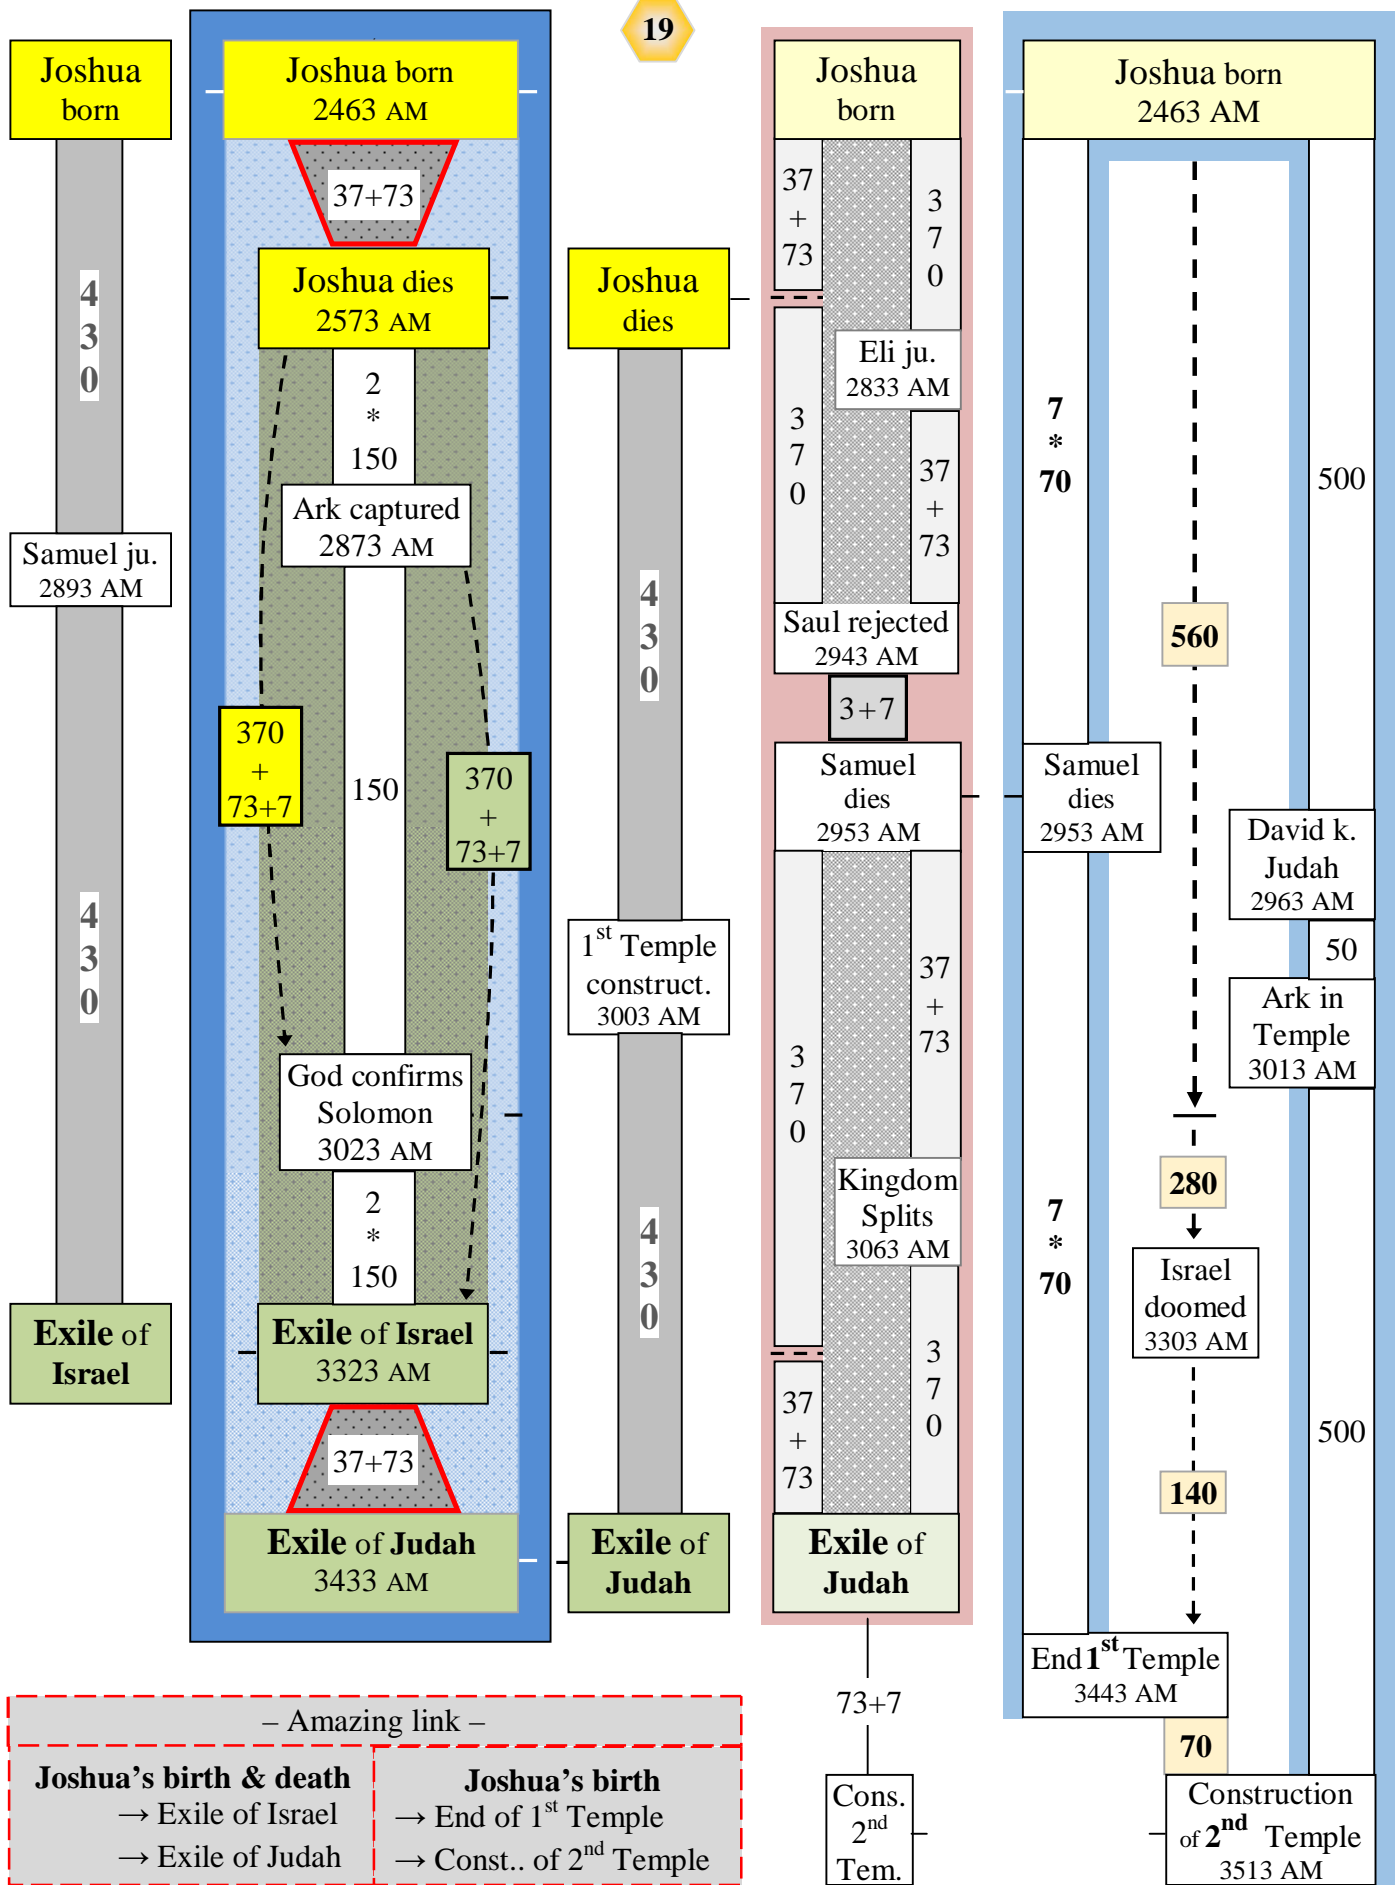 19
Joshua
born
4
3
0
Samuel ju.
2893 AM
4
3
0
Exile of
Israel
Joshua born
2463 AM
37+73
Joshua dies
2573 AM
2
*
150
Ark captured
2873 AM
370
+
73+7
150
370
+
73+7
God confirms
Solomon
3023 AM
2
*
150
Exile of Israel
3323 AM
37+73
Exile of Judah
3433 AM
Joshua
dies
4
3
0
1st Temple
construct.
3003 AM
4
3
0
Exile of
Judah
Joshua
born
37
+
73
3
7
0
Eli ju.
2833 AM
3
7
0
37
+
73
Saul rejected
2943 AM
3+7
Samuel
dies
2953 AM
3
7
0
37
+
73
Kingdom
Splits
3063 AM
37
+
73
3
7
0
Exile of
Judah
73+7
Cons.
2nd
Tem.
Joshua born
2463 AM
7
*
70
500
560
Samuel
dies
2953 AM
David k.
Judah
2963 AM
50
Ark in
Temple
3013 AM
280
7
*
70
Israel
doomed
3303 AM
500
140
End 1st Temple
3443 AM
70
Construction
of 2nd Temple
3513 AM
– Amazing link –
Joshua's birth & death
→ Exile of Israel
→ Exile of Judah
Joshua's birth
→ End of 1st Temple
→ Const.. of 2nd Temple